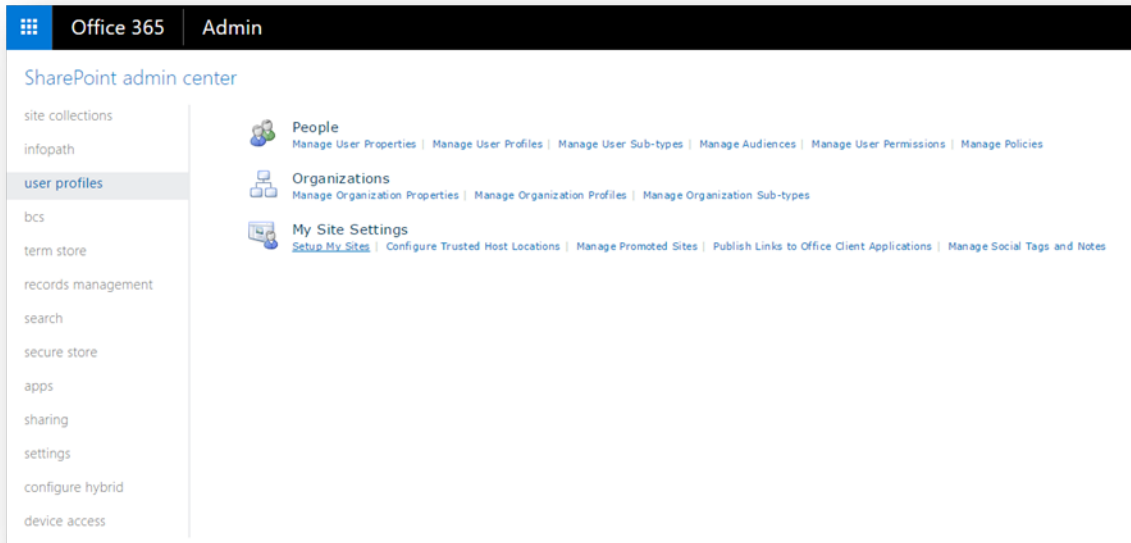 Office 365 Admin
SharePoint admin center
site collections
infopath
user profiles
bcs
term store
records management
search
secure store
apps
sharing
settings
configure hybrid
device access
People
Manage User Properties | Manage User Profiles | Manage User Sub-types | Manage Audiences | Manage User Permissions | Manage Policies
Organizations
Manage Organization Properties | Manage Organization Profiles | Manage Organization Sub-types
My Site Settings
Setup My Sites | Configure Trusted Host Locations | Manage Promoted Sites | Publish Links to Office Client Applications | Manage Social Tags and Notes